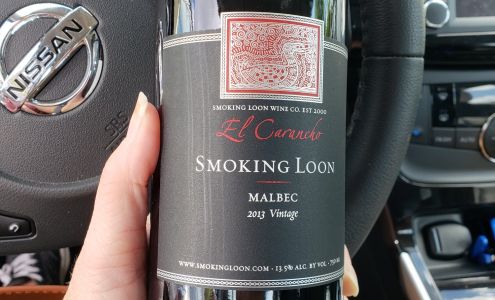 NISSAN
SRS
SMOKING LOON WINE CO. EST 2000
El Carancho
SMOKING LOON
MALBEC
2013 Vintage
WWW.SMOKINGLOON.COM · 13.5% ALC. BY VOL · 750 ML